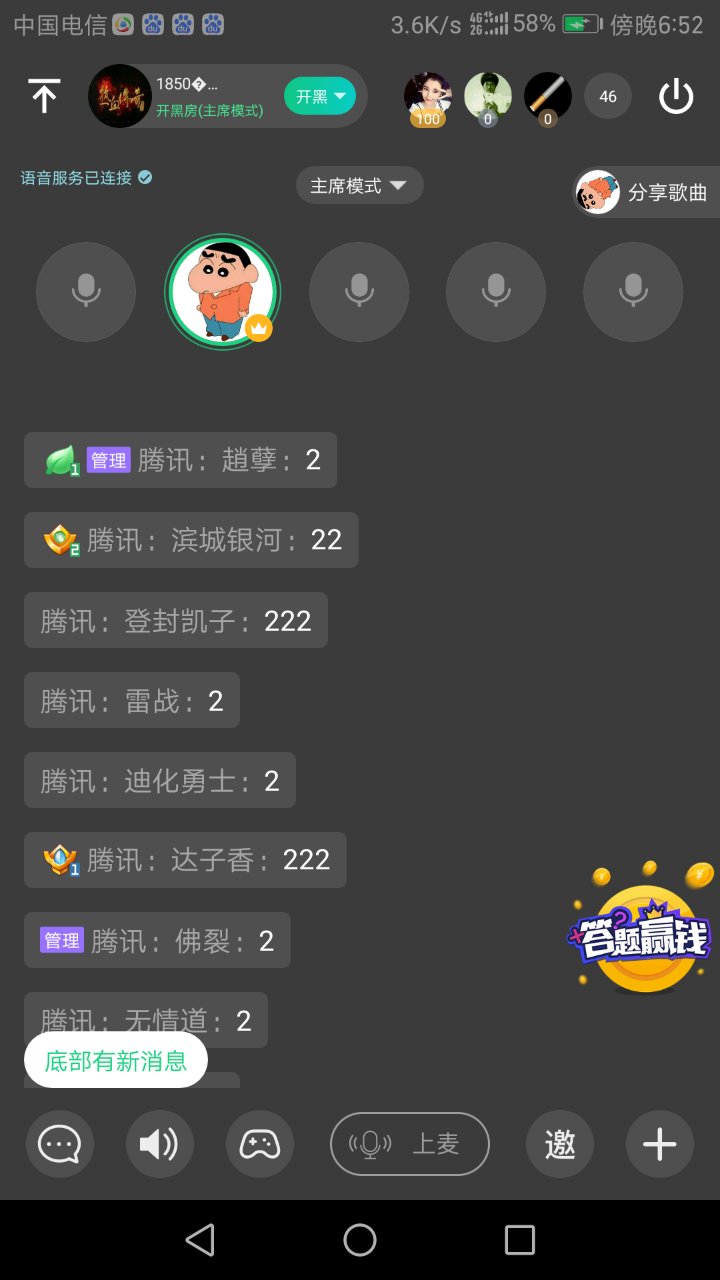 中国电信
3.6K/s 4G 2G 58% 傍晚6:52
1850�...
开黑房(主席模式)
开黑
100
0
0
46
语音服务已连接
主席模式
分享歌曲
1 管理 腾讯：趙孽：2
2 腾讯：滨城银河：22
腾讯：登封凯子：222
腾讯：雷战：2
腾讯：迪化勇士：2
1 腾讯：达子香：222
管理 腾讯：佛裂：2
答题赢钱
腾讯：无情道：2
底部有新消息
上麦
邀